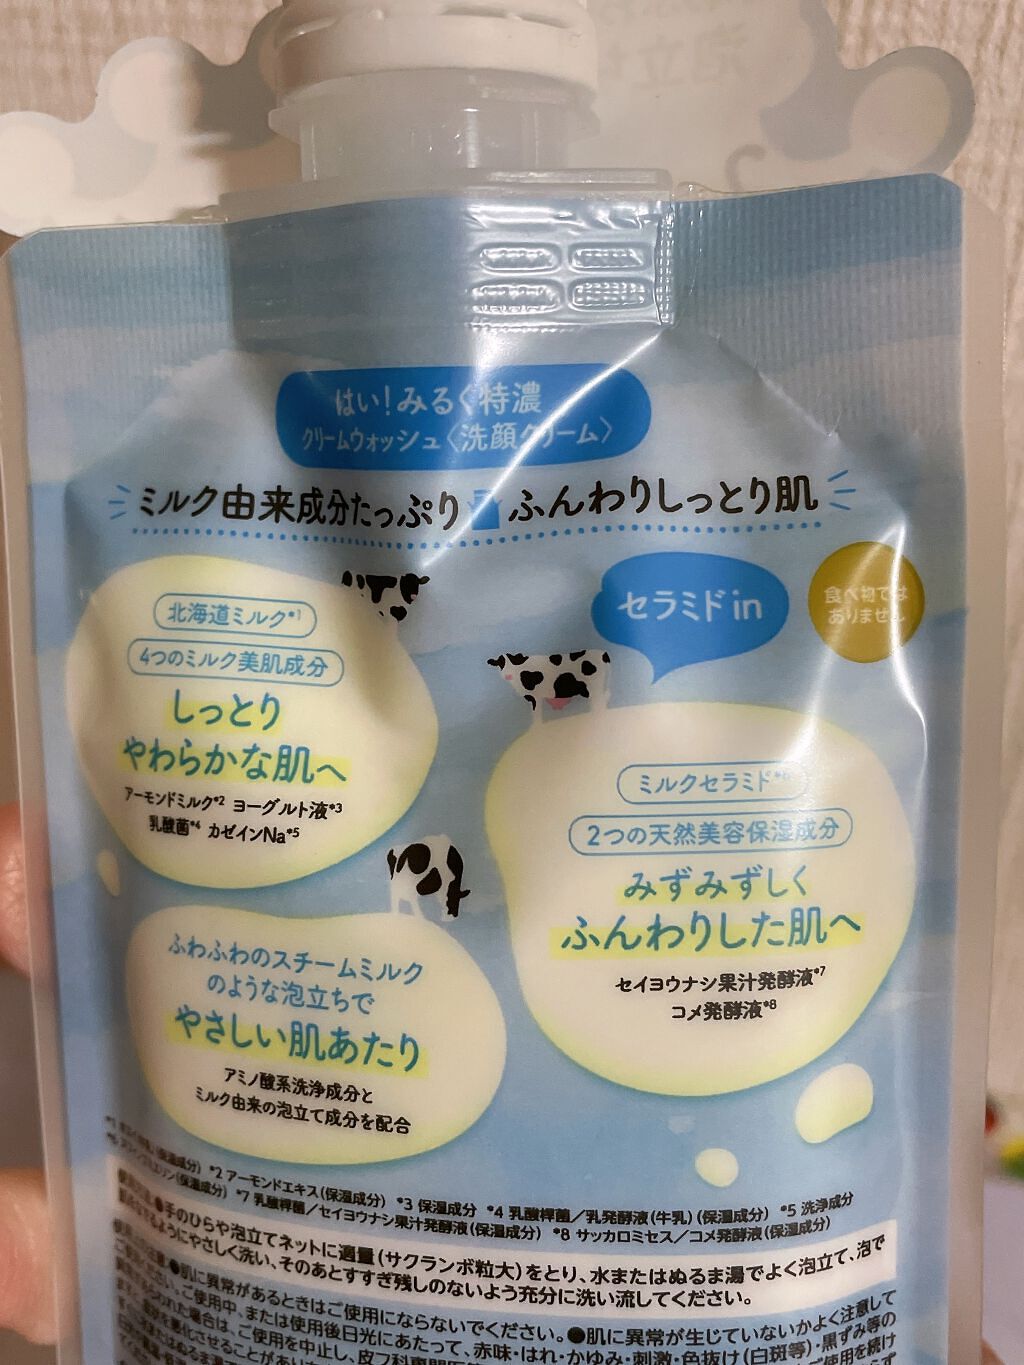 はい！みるく特濃
クリームウォッシュ〈洗顔クリーム〉
ミルク由来成分たっぷり ふんわりしっとり肌
北海道ミルク*1
4つのミルク美肌成分
しっとり
やわらかな肌へ
アーモンドミルク*2 ヨーグルト液*3
乳酸菌*4 カゼインNa*5
セラミドin
食べ物では
ありません
ミルクセラミド*6
2つの天然美容保湿成分
みずみずしく
ふんわりした肌へ
セイヨウナシ果汁発酵液*7
コメ発酵液*8
ふわふわのスチームミルク
のような泡立ちで
やさしい肌あたり
アミノ酸系洗浄成分と
ミルク由来の泡立て成分を配合
*2 アーモンドエキス(保湿成分) *3 保湿成分 *4 乳酸桿菌／乳発酵液(牛乳)(保湿成分) *5 洗浄成分
(保湿成分) *7 乳酸桿菌／セイヨウナシ果汁発酵液(保湿成分) *8 サッカロミセス／コメ発酵液(保湿成分)
●手のひらや泡立てネットに適量(サクランボ粒大)をとり、水またはぬるま湯でよく泡立て、泡で
ようにやさしく洗い、そのあとすすぎ残しのないよう充分に洗い流してください。
●肌に異常があるときはご使用にならないでください。●肌に異常が生じていないかよく注意して
ご使用中、または使用後日光にあたって、赤味・はれ・かゆみ・刺激・色抜け(白斑等)・黒ずみ等の
場合は、ご使用を中止し、皮フ科専門医